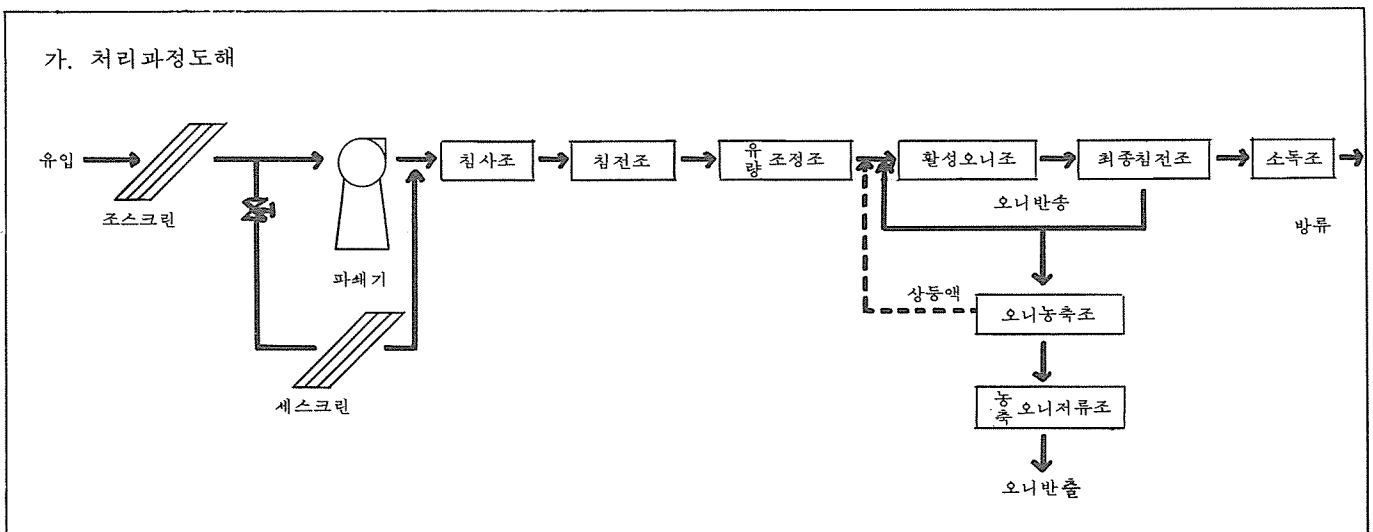 가. 처리과정도해
유입
조스크린
파쇄기
세스크린
침사조
침전조
유량 조정조
활성오니조
최종침전조
소독조
방류
오니반송
상등액
오니농축조
농축 오니저류조
오니반출